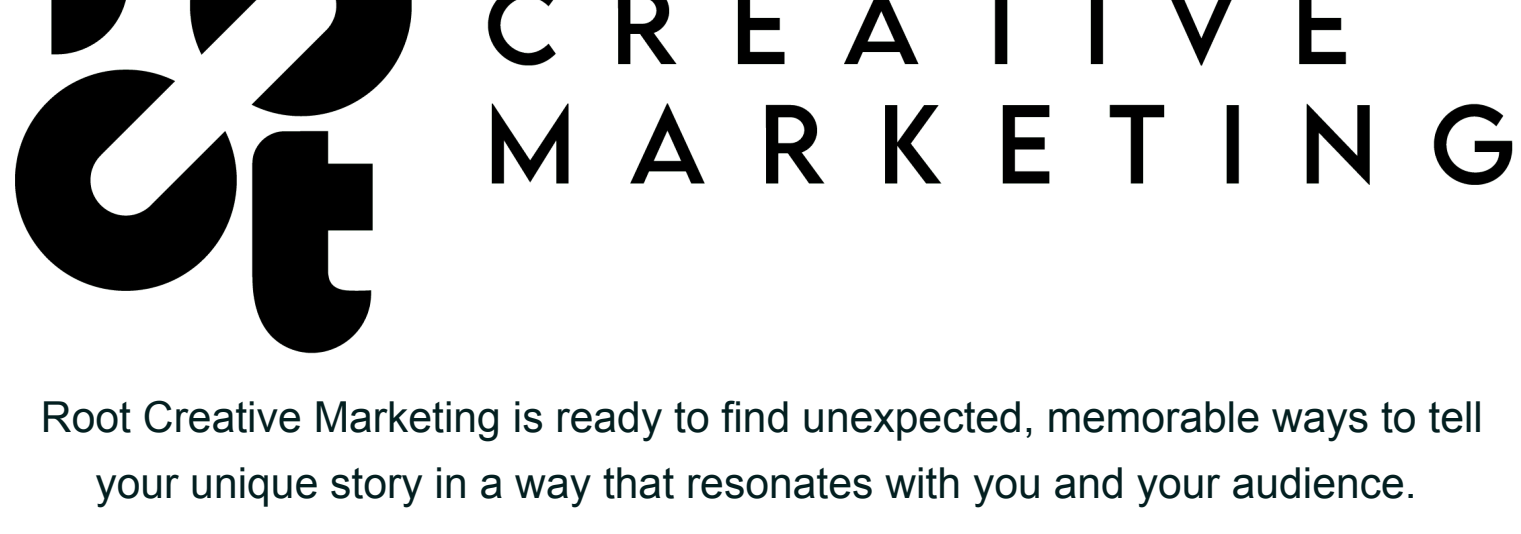 CREATIVE
MARKETING
t
Root Creative Marketing is ready to find unexpected, memorable ways to tell
your unique story in a way that resonates with you and your audience.